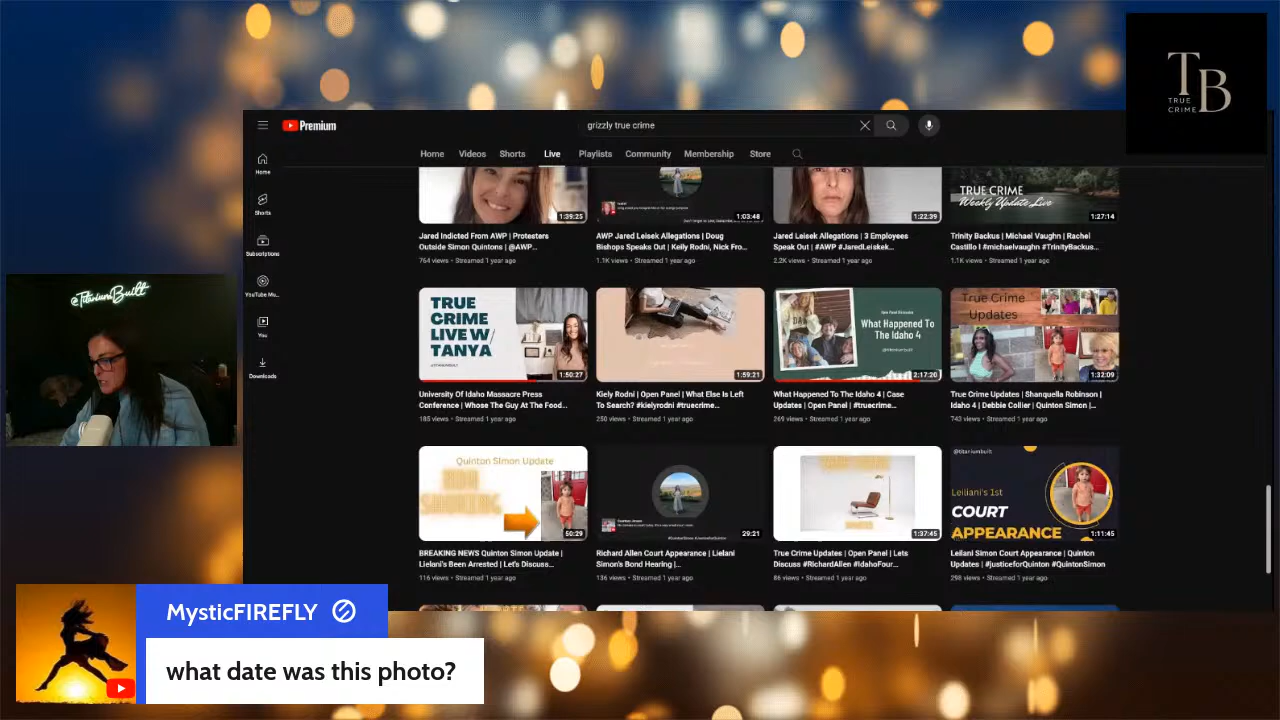 TB
TRUE
CRIME
Premium
grizzly true crime
Home
Videos
Shorts
Live
Playlists
Community
Membership
Store
Home
Shorts
Subscriptions
YouTube Mu...
You
Downloads
1:39:25
1:03:48
1:22:39
TRUE CRIME
Weekly Update Live
1:27:14
Jared Indicted From AWP | Protesters
Outside Simon Quintons | @AWP...
764 views • Streamed 1 year ago
AWP Jared Leisek Allegations | Doug
Bishops Speaks Out | Kelly Rodni, Nick Fro...
1.1K views • Streamed 1 year ago
Jared Leisek Allegations | 3 Employees
Speak Out | #AWP #JaredLeiskek...
2.2K views • Streamed 1 year ago
Trinity Backus | Michael Vaughn | Rachel
Castillo I #michaelvaughn #TrinityBackus...
1.1K views • Streamed 1 year ago
TRUE
CRIME
LIVE W/
TANYA
1:50:27
1:59:21
What Happened To
The Idaho 4
2:17:20
True Crime
Updates
1:32:09
University Of Idaho Massacre Press
Conference | Whose The Guy At The Food...
185 views • Streamed 1 year ago
Kiely Rodni | Open Panel | What Else Is Left
To Search? #kielyrodni #truecrime...
250 views • Streamed 1 year ago
What Happened To The Idaho 4 | Case
Updates | Open Panel | #truecrime...
269 views • Streamed 1 year ago
True Crime Updates | Shanquella Robinson |
Idaho 4 | Debbie Collier | Quinton Simon |...
743 views • Streamed 1 year ago
@TitaniumBuilt
Quinton Simon Update
50:29
29:21
1:37:45
@titaniumbuilt
Leiliani's 1st
COURT
APPEARANCE
1:11:45
BREAKING NEWS Quinton Simon Update |
Lielani's Been Arrested | Let's Discuss...
116 views • Streamed 1 year ago
Richard Allen Court Appearance | Lielani
Simon's Bond Hearing |...
136 views • Streamed 1 year ago
True Crime Updates | Open Panel | Lets
Discuss #RichardAllen #IdahoFour...
86 views • Streamed 1 year ago
Leilani Simon Court Appearance | Quinton
Updates | #justiceforQuinton #QuintonSimon
298 views • Streamed 1 year ago
MysticFIREFLY
what date was this photo?